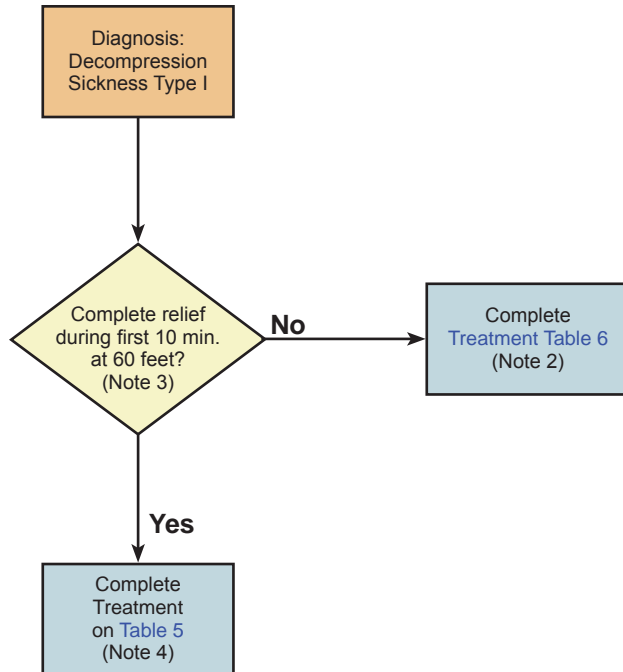 Diagnosis:
Decompression
Sickness Type I
Complete relief
during first 10 min.
at 60 feet?
(Note 3)
No
Complete
Treatment Table 6
(Note 2)
Yes
Complete
Treatment
on Table 5
(Note 4)